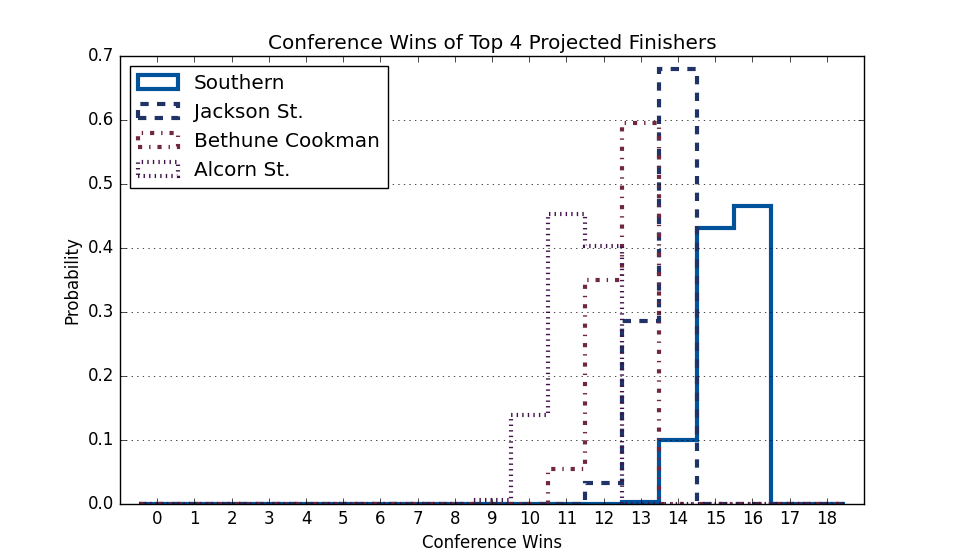 Conference Wins of Top 4 Projected Finishers
0.7
0.6
0.5
0.4
0.3
0.2
0.1
0.0
Probability
Southern
Jackson St.
Bethune Cookman
Alcorn St.
0 1 2 3 4 5 6 7 8 9 10 11 12 13 14 15 16 17 18
Conference Wins